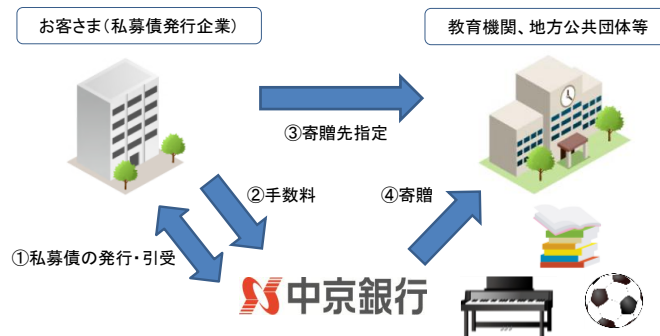 お客さま（私募債発行企業）
教育機関、地方公共団体等
③寄贈先指定
②手数料
④寄贈
①私募債の発行・引受
中京銀行